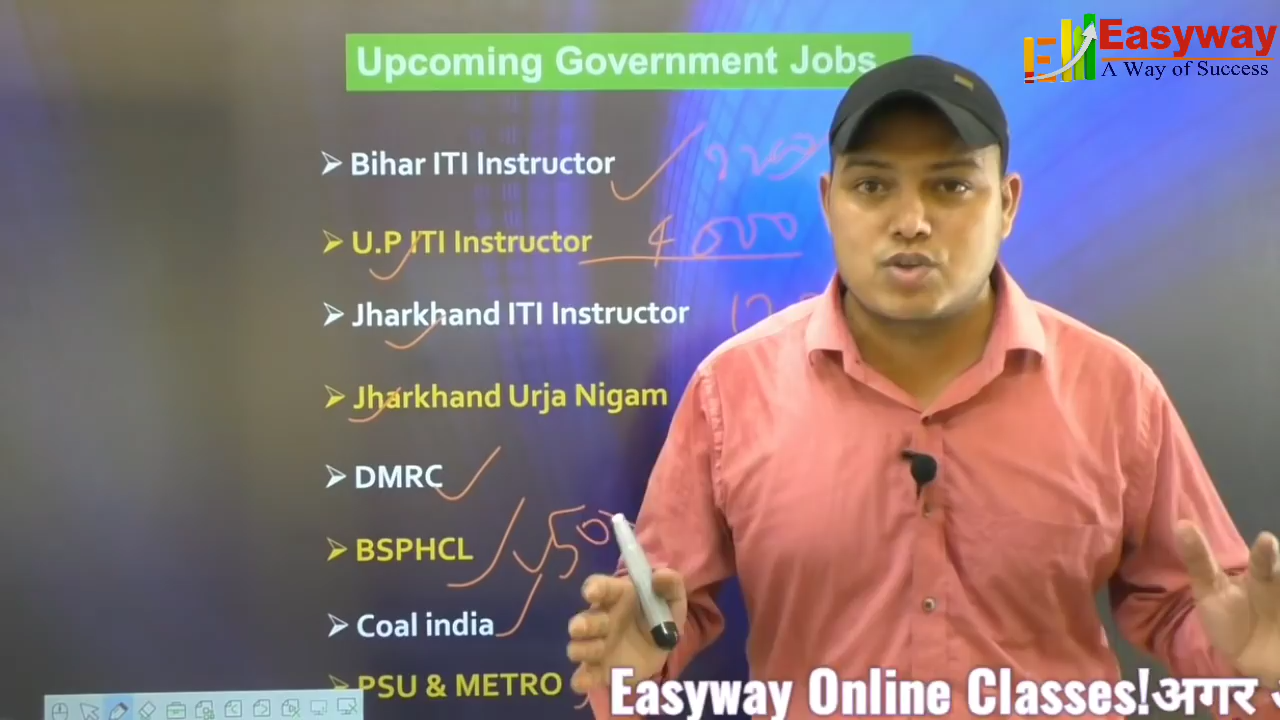 Easyway
A Way of Success
Upcoming Government Jobs
➢ Bihar ITI Instructor
➢ U.P ITI Instructor
➢ Jharkhand ITI Instructor
➢ Jharkhand Urja Nigam
➢ DMRC
➢ BSPHCL
➢ Coal india
➢ PSU & METRO
Easyway Online Classes!अगर